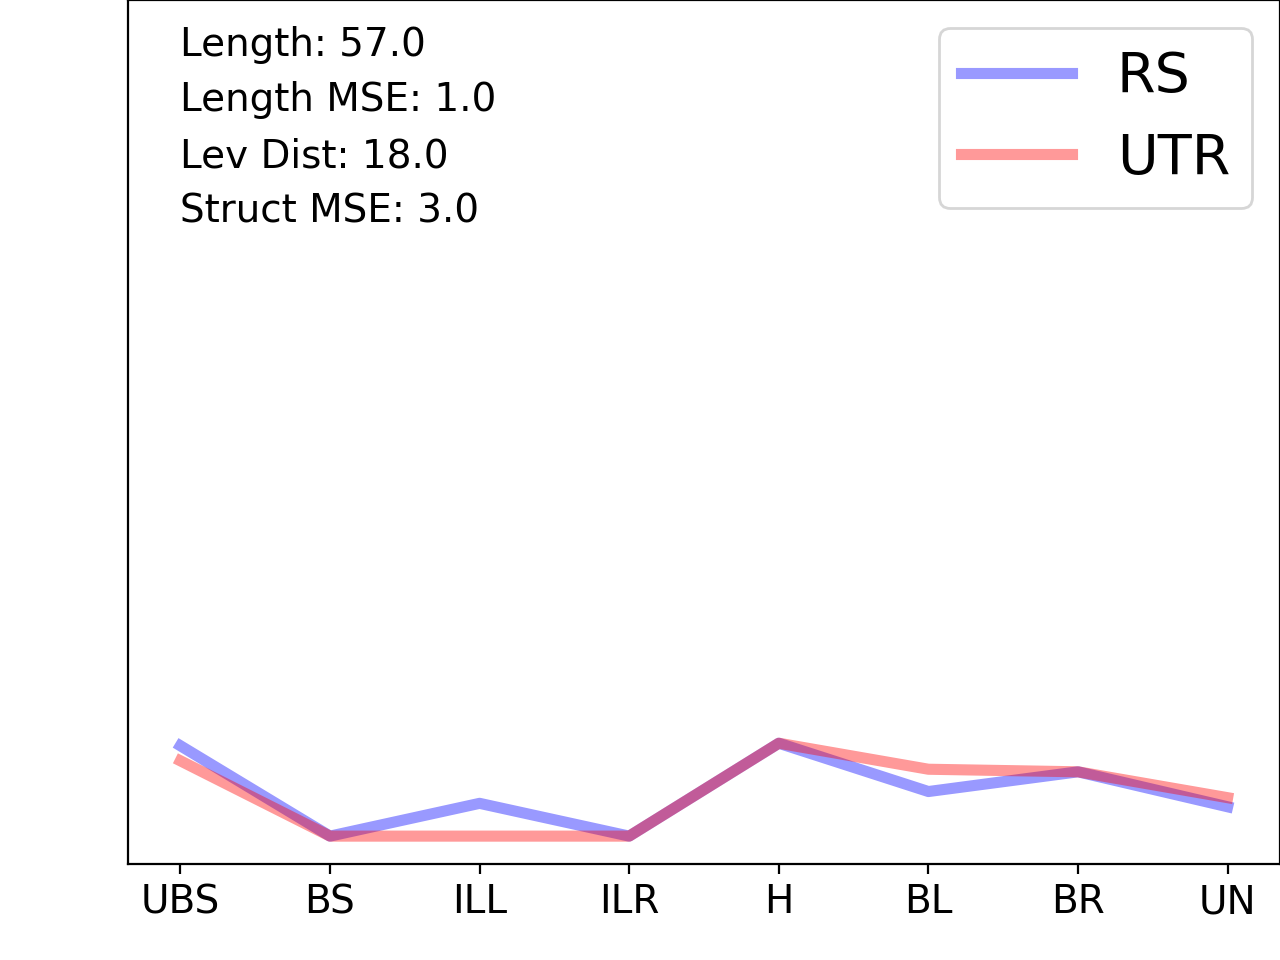 Length: 57.0
Length MSE: 1.0
Lev Dist: 18.0
Struct MSE: 3.0
RS
UTR
UBS BS ILL ILR H BL BR UN